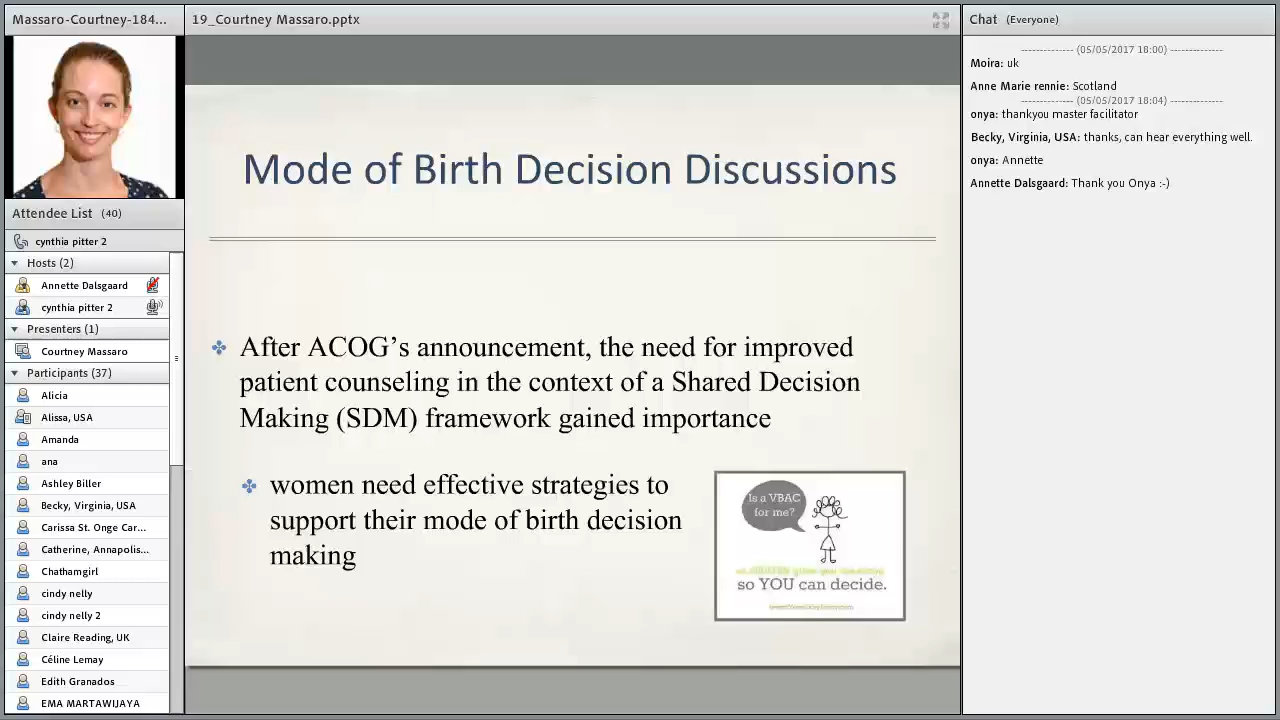 Massaro-Courtney-184...
19_Courtney Massaro.pptx
Chat (Everyone)
Attendee List (40)
cynthia pitter 2
Hosts (2)
Annette Dalsgaard
cynthia pitter 2
Presenters (1)
Courtney Massaro
Participants (37)
Alicia
Alissa, USA
Amanda
ana
Ashley Biller
Becky, Virginia, USA
Carissa St. Onge Car...
Catherine, Annapolis...
Chathamgirl
cindy nelly
cindy nelly 2
Claire Reading, UK
Céline Lemay
Edith Granados
EMA MARTAWIJAYA
Mode of Birth Decision Discussions
After ACOG’s announcement, the need for improved
patient counseling in the context of a Shared Decision
Making (SDM) framework gained importance
women need effective strategies to
support their mode of birth decision
making
Is a VBAC
for me?
so YOU can decide.
-------------- (05/05/2017 18:00) --------------
Moira: uk
Anne Marie rennie: Scotland
-------------- (05/05/2017 18:04) --------------
onya: thankyou master facilitator
Becky, Virginia, USA: thanks, can hear everything well.
onya: Annette
Annette Dalsgaard: Thank you Onya :-)